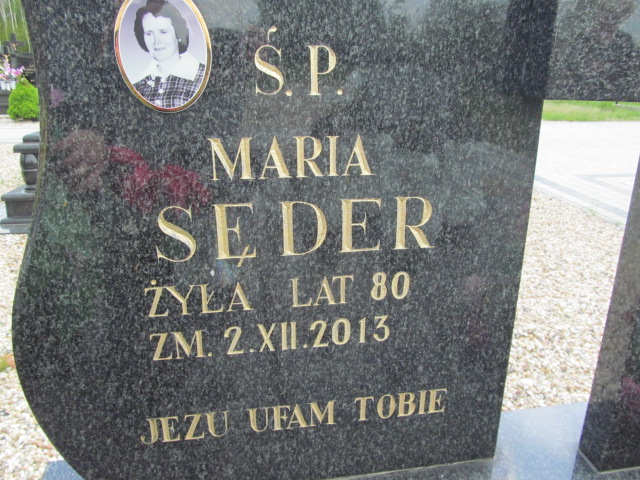 Ś.P.
MARIA
SĘDER
ŻYŁA LAT 80
ZM. 2.XII.2013
JEZU UFAM TOBIE